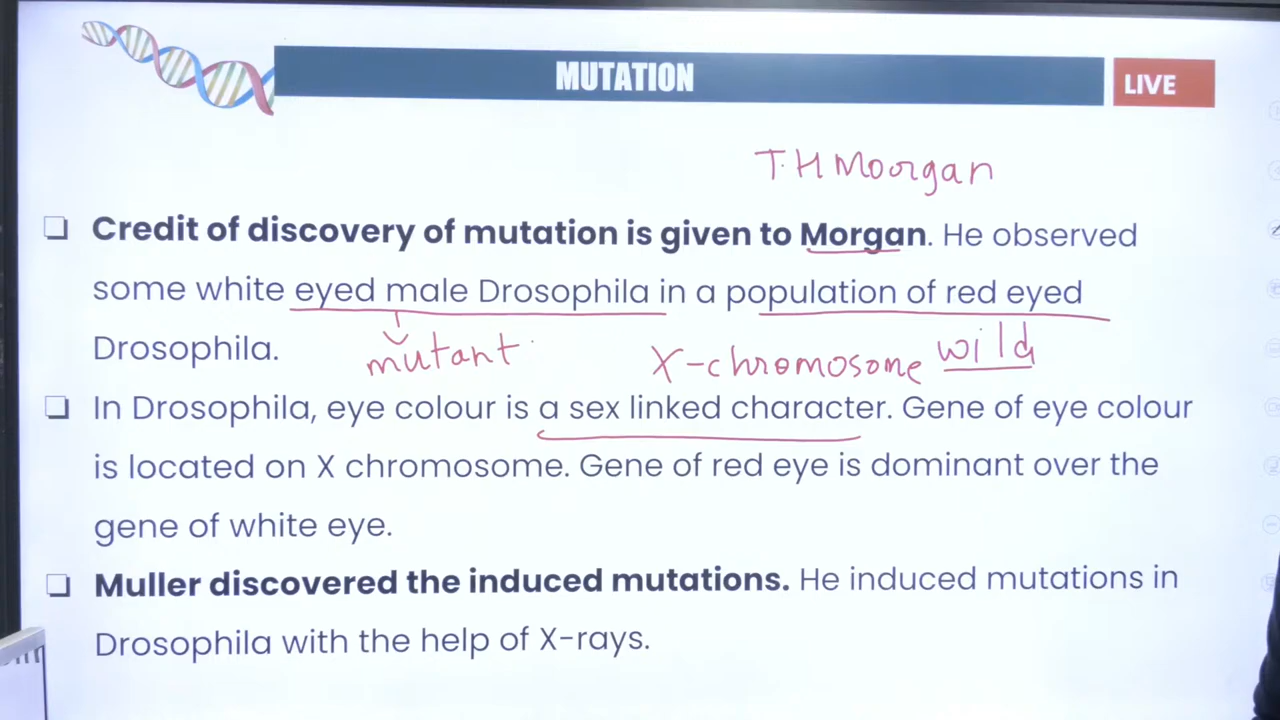 MUTATION
LIVE
T.H Moorgan
❏ Credit of discovery of mutation is given to Morgan. He observed
some white eyed male Drosophila in a population of red eyed
Drosophila.
mutant
X-chromosome wild
❏ In Drosophila, eye colour is a sex linked character. Gene of eye colour
is located on X chromosome. Gene of red eye is dominant over the
gene of white eye.
❏ Muller discovered the induced mutations. He induced mutations in
Drosophila with the help of X-rays.